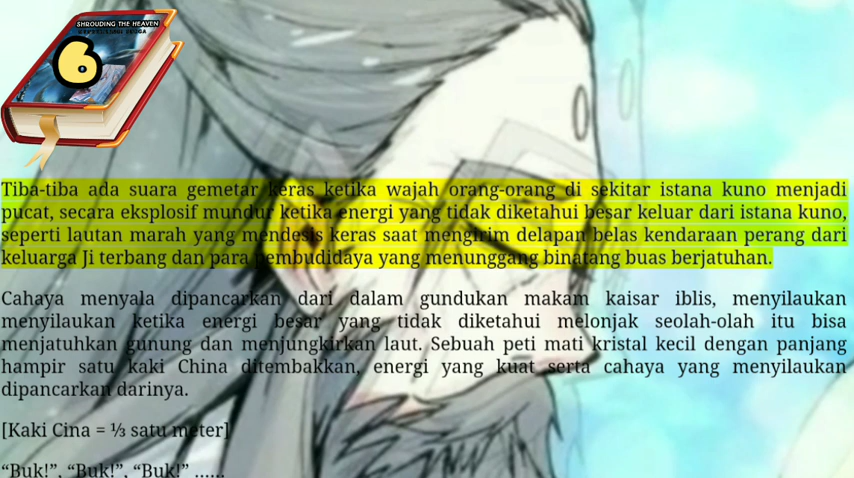 SHROUDING THE HEAVEN
6
Tiba-tiba ada suara gemetar keras ketika wajah orang-orang di sekitar istana kuno menjadi
pucat, secara eksplosif mundur ketika energi yang tidak diketahui besar keluar dari istana kuno,
seperti lautan marah yang mendesis keras saat mengirim delapan belas kendaraan perang dari
keluarga Ji terbang dan para pembudidaya yang menunggang binatang buas berjatuhan.
Cahaya menyala dipancarkan dari dalam gundukan makam kaisar iblis, menyilaukan
menyilaukan ketika energi besar yang tidak diketahui melonjak seolah-olah itu bisa
menjatuhkan gunung dan menjungkirkan laut. Sebuah peti mati kristal kecil dengan panjang
hampir satu kaki China ditembakkan, energi yang kuat serta cahaya yang menyilaukan
dipancarkan darinya.
[Kaki Cina = ⅓ satu meter]
“Buk!”, “Buk!”, “Buk!” ......